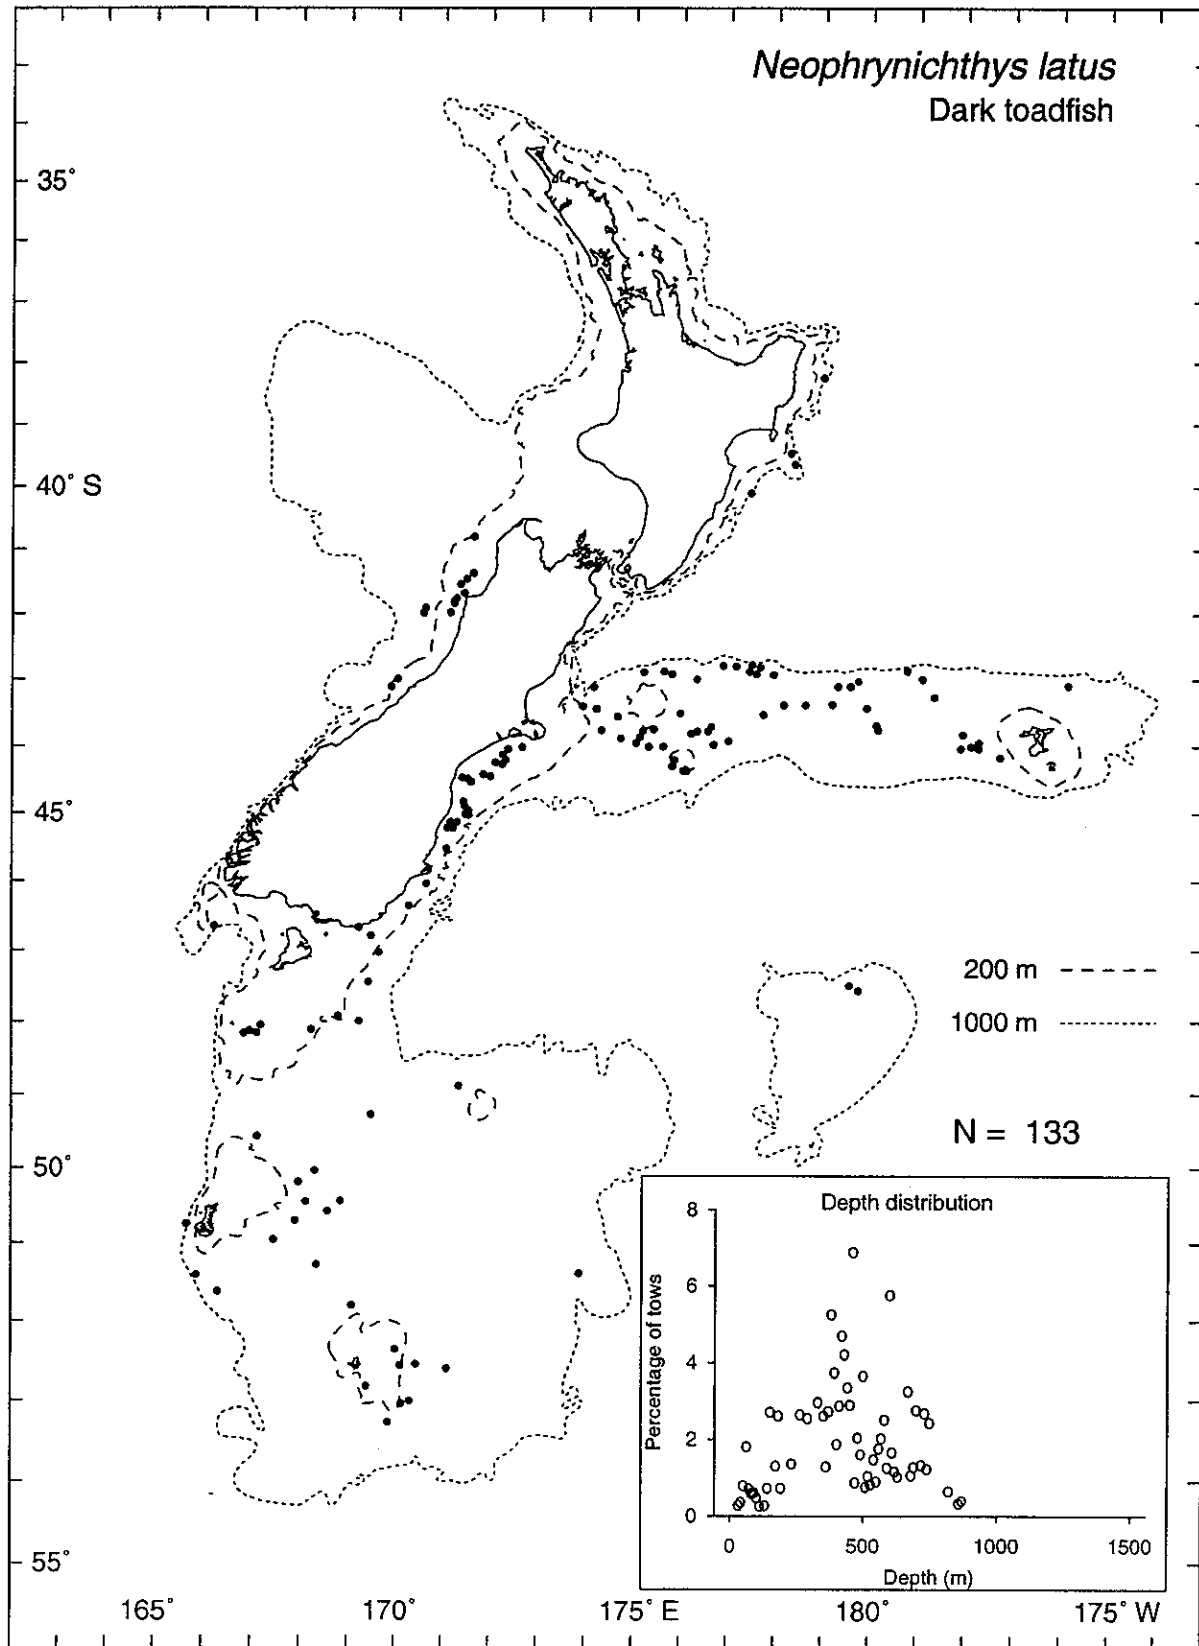 Neophrynichthys latus
Dark toadfish
35°
40° S
45°
200 m
1000 m
N = 133
50°
Depth distribution
8
6
4
2
0
Percentage of tows
0 500 1000 1500
Depth (m)
55°
165° 170° 175° E 180° 175° W